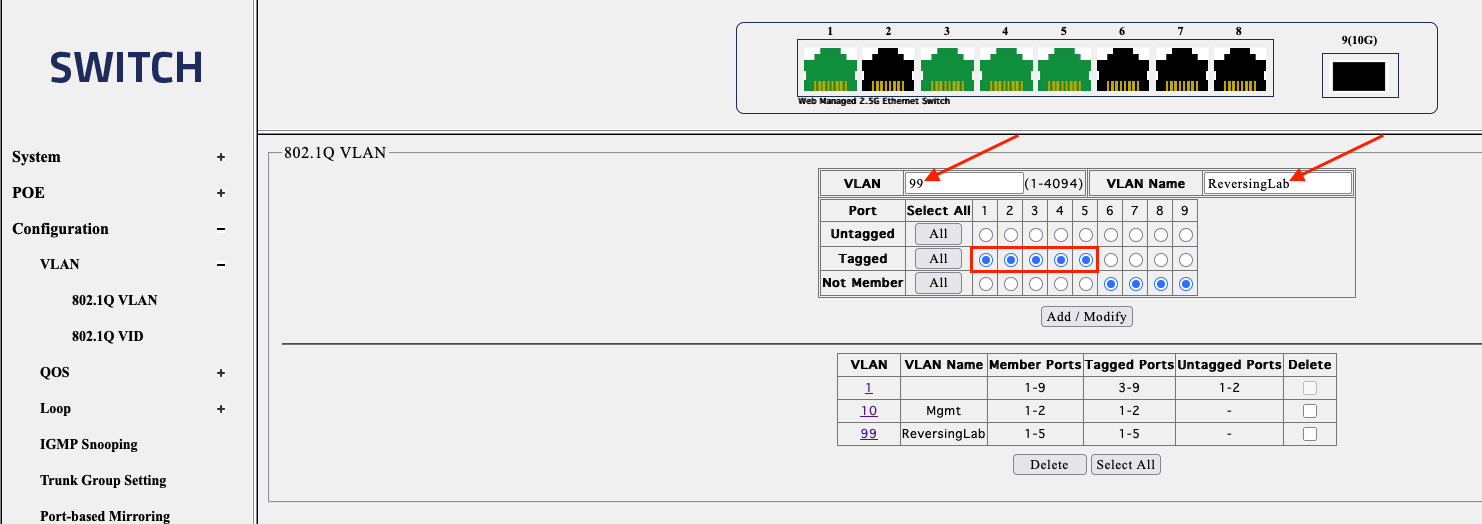 SWITCH
1 2 3 4 5 6 7 8 9(10G)
Web Managed 2.5G Ethernet Switch
System +
POE +
Configuration −
VLAN −
802.1Q VLAN
802.1Q VID
QOS +
Loop +
IGMP Snooping
Trunk Group Setting
Port-based Mirroring
802.1Q VLAN
VLAN 99 (1-4094) VLAN Name ReversingLab
Port Select All 1 2 3 4 5 6 7 8 9
Untagged All
Tagged All
Not Member All
Add / Modify
VLAN VLAN Name Member Ports Tagged Ports Untagged Ports Delete
1 1-9 3-9 1-2
10 Mgmt 1-2 1-2 -
99 ReversingLab 1-5 1-5 -
Delete Select All